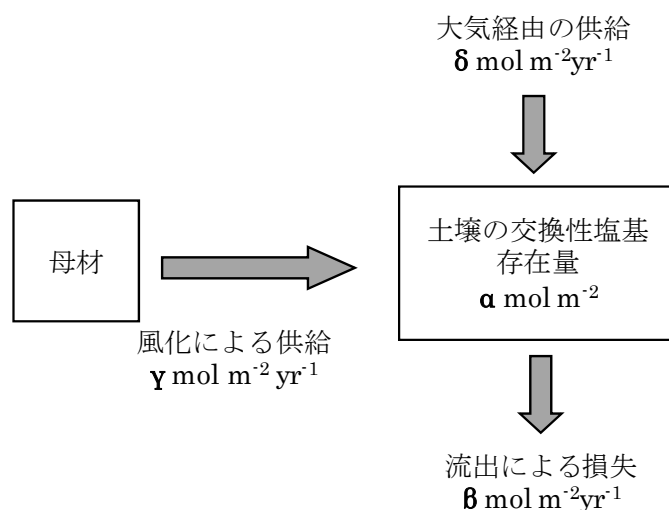 大気経由の供給
δ mol m⁻²yr⁻¹
母材
土壌の交換性塩基
存在量
α mol m⁻²
風化による供給
γ mol m⁻² yr⁻¹
流出による損失
β mol m⁻²yr⁻¹